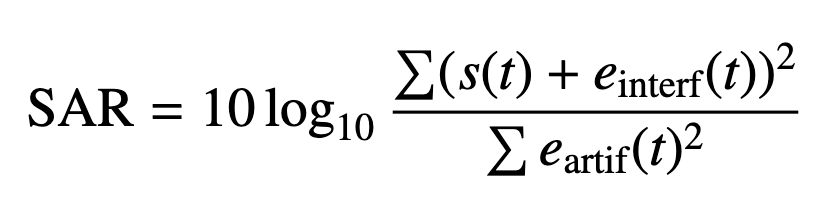 SAR = 10 log₁₀ ∑(s(t) + e_interf(t))² / ∑ e_artif(t)²